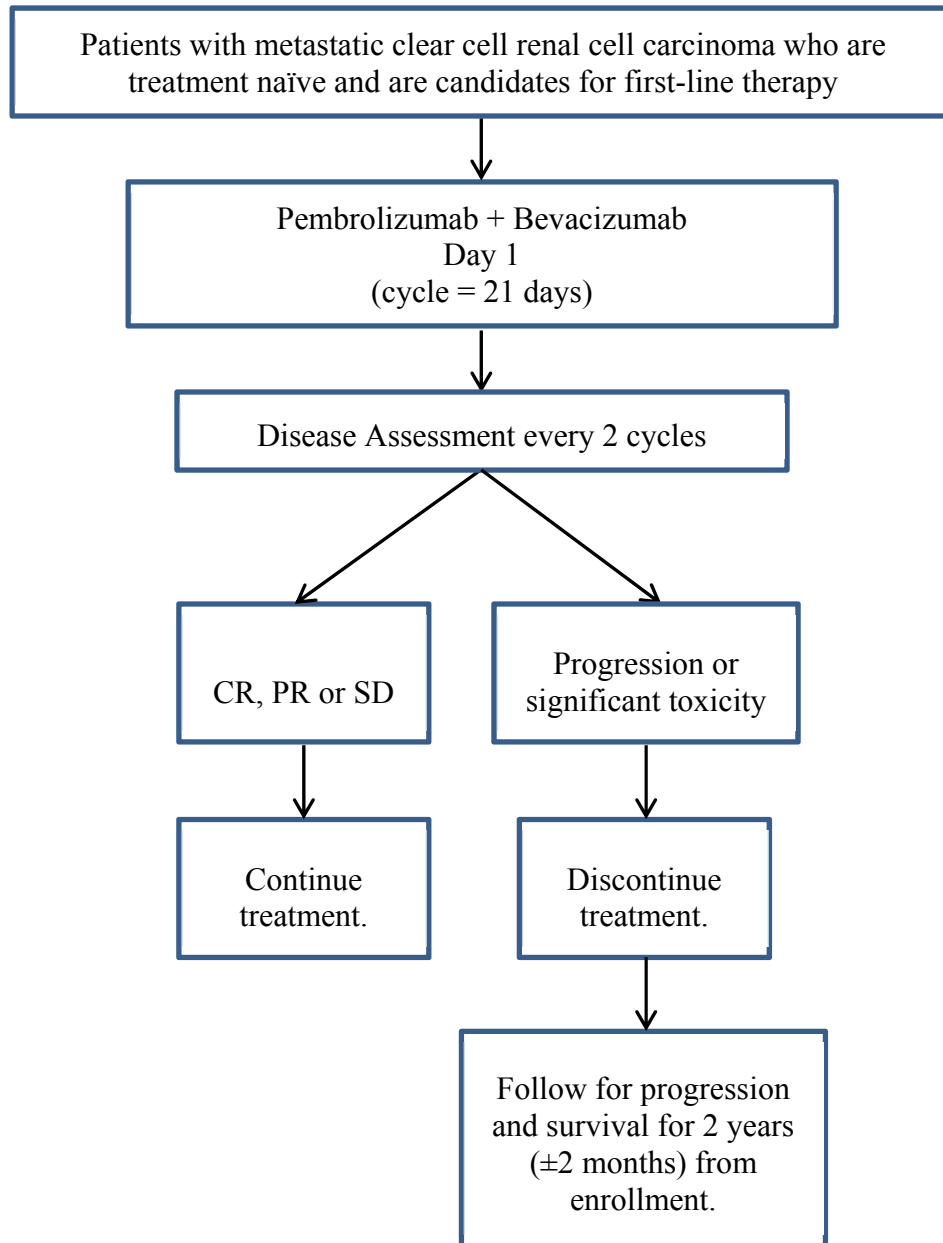 Patients with metastatic clear cell renal cell carcinoma who are
treatment naïve and are candidates for first-line therapy
Pembrolizumab + Bevacizumab
Day 1
(cycle = 21 days)
Disease Assessment every 2 cycles
CR, PR or SD
Progression or
significant toxicity
Continue
treatment.
Discontinue
treatment.
Follow for progression
and survival for 2 years
(±2 months) from
enrollment.